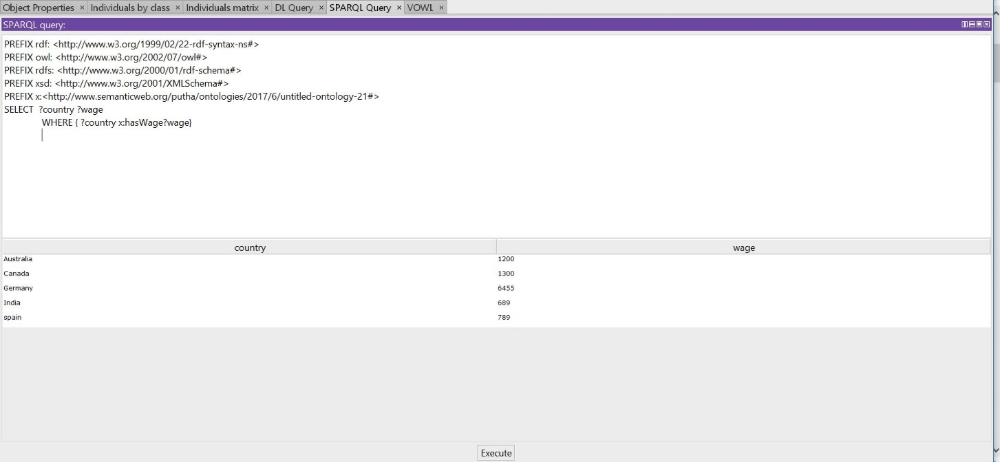 Object Properties × Individuals by class × Individuals matrix × DL Query × SPARQL Query × VOWL ×
SPARQL query:
PREFIX rdf: <http://www.w3.org/1999/02/22-rdf-syntax-ns#>
PREFIX owl: <http://www.w3.org/2002/07/owl#>
PREFIX rdfs: <http://www.w3.org/2000/01/rdf-schema#>
PREFIX xsd: <http://www.w3.org/2001/XMLSchema#>
PREFIX x:<http://www.semanticweb.org/putha/ontologies/2017/6/untitled-ontology-21#>
SELECT ?country ?wage
WHERE { ?country x:hasWage?wage}
country wage
Australia 1200
Canada 1300
Germany 6455
India 689
spain 789
Execute